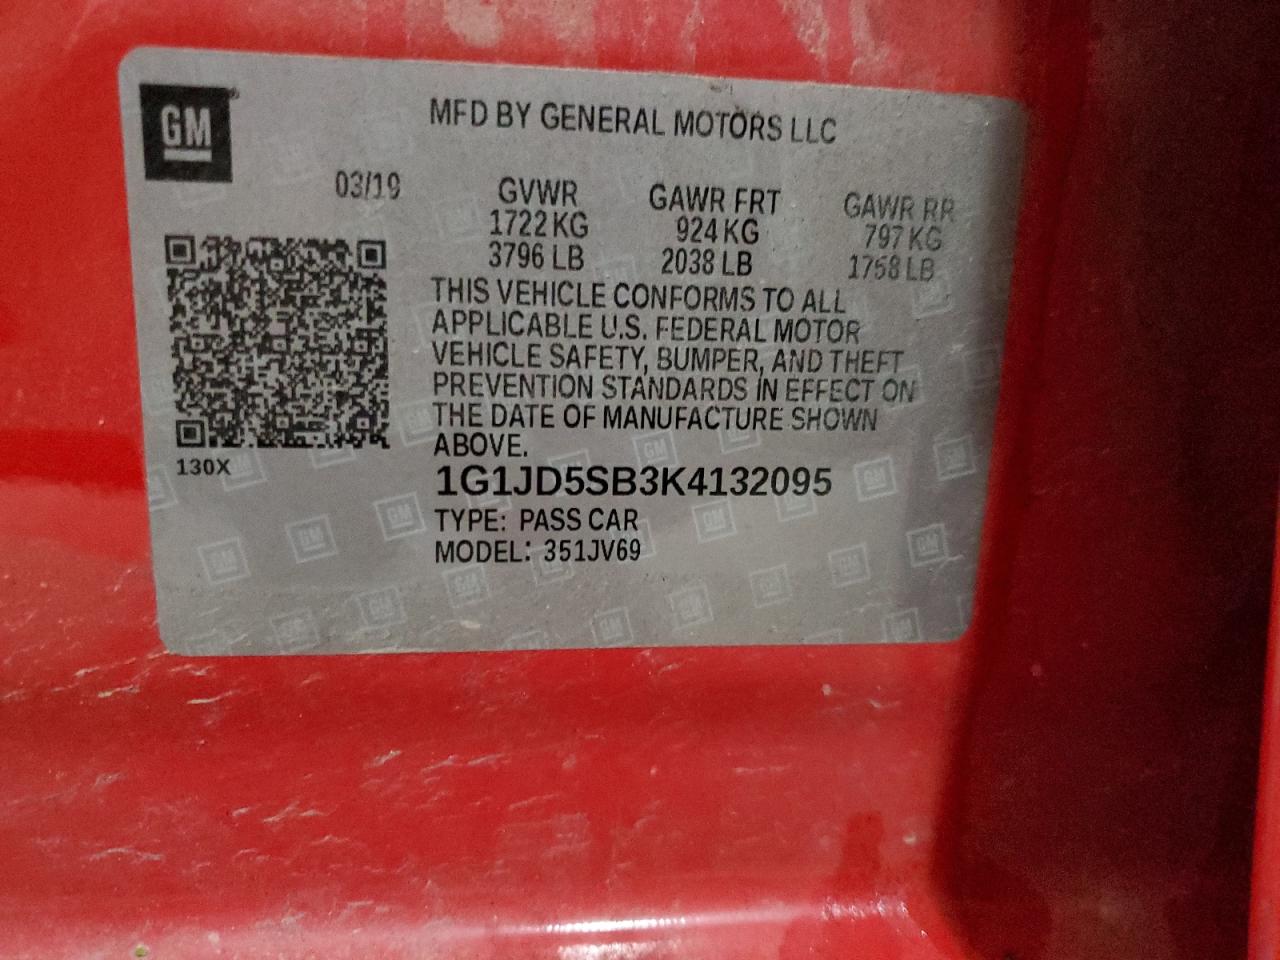 GM
MFD BY GENERAL MOTORS LLC
03/19 GVWR GAWR FRT GAWR RR
1722 KG 924 KG 797 KG
3796 LB 2038 LB 1758 LB
THIS VEHICLE CONFORMS TO ALL
APPLICABLE U.S. FEDERAL MOTOR
VEHICLE SAFETY, BUMPER, AND THEFT
PREVENTION STANDARDS IN EFFECT ON
THE DATE OF MANUFACTURE SHOWN
ABOVE.
130X
1G1JD5SB3K4132095
TYPE: PASS CAR
MODEL: 351JV69